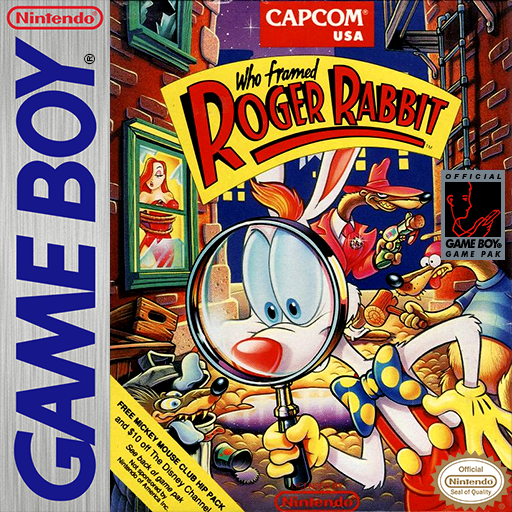 Nintendo®
GAME BOY®
CAPCOM®
USA
Who framed
ROGER RABBIT™
OFFICIAL
GAME BOY®
GAME PAK
FREE MICKEY MOUSE CLUB HIP PACK
and $10 off The Disney Channel
See back of game pak
Not sponsored by
Nintendo of America Inc.
Nintendo
Official
Nintendo
Seal of Quality